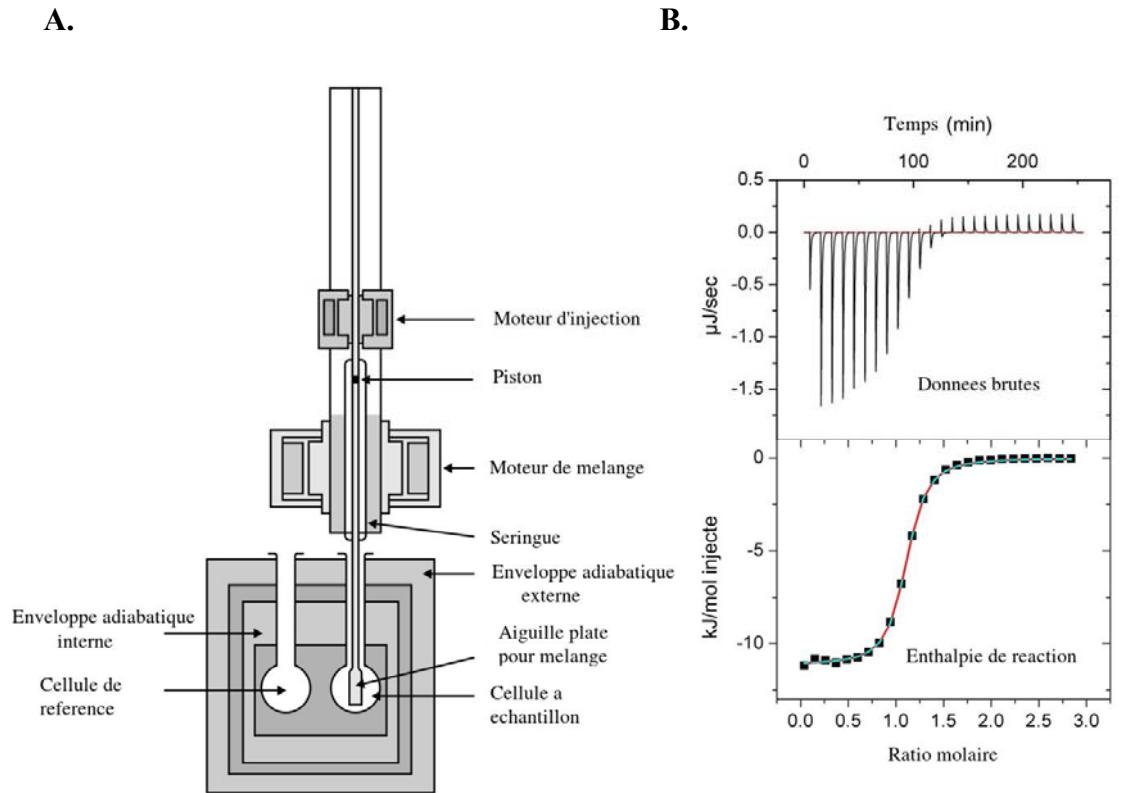 A.
B.
Moteur d'injection
Piston
Moteur de melange
Seringue
Enveloppe adiabatique
externe
Enveloppe adiabatique
interne
Aiguille plate
pour melange
Cellule de
reference
Cellule a
echantillon
Temps (min)
0 100 200
0.5
0.0
-0.5
-1.0
-1.5
µJ/sec
Donnees brutes
0
-5
-10
kJ/mol injecte
Enthalpie de reaction
0.0 0.5 1.0 1.5 2.0 2.5 3.0
Ratio molaire